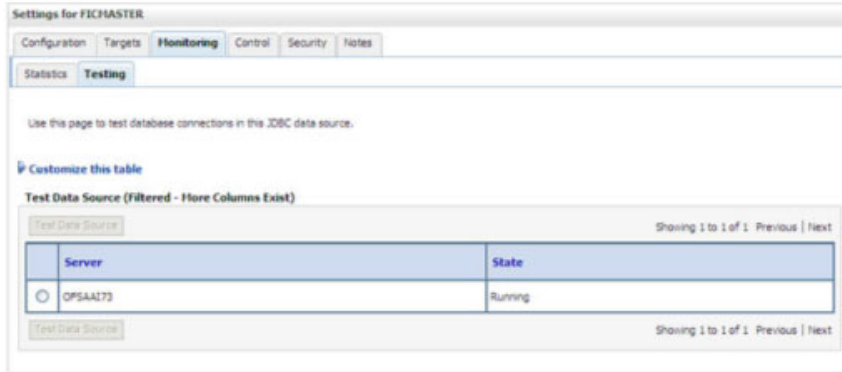 Settings for FICMASTER
Configuration Targets Monitoring Control Security Notes
Statistics Testing
Use this page to test database connections in this JDBC data source.
Customize this table
Test Data Source (Filtered - More Columns Exist)
Test Data Source Showing 1 to 1 of 1 Previous | Next
Server State
OFSAAI73 Running
Test Data Source Showing 1 to 1 of 1 Previous | Next